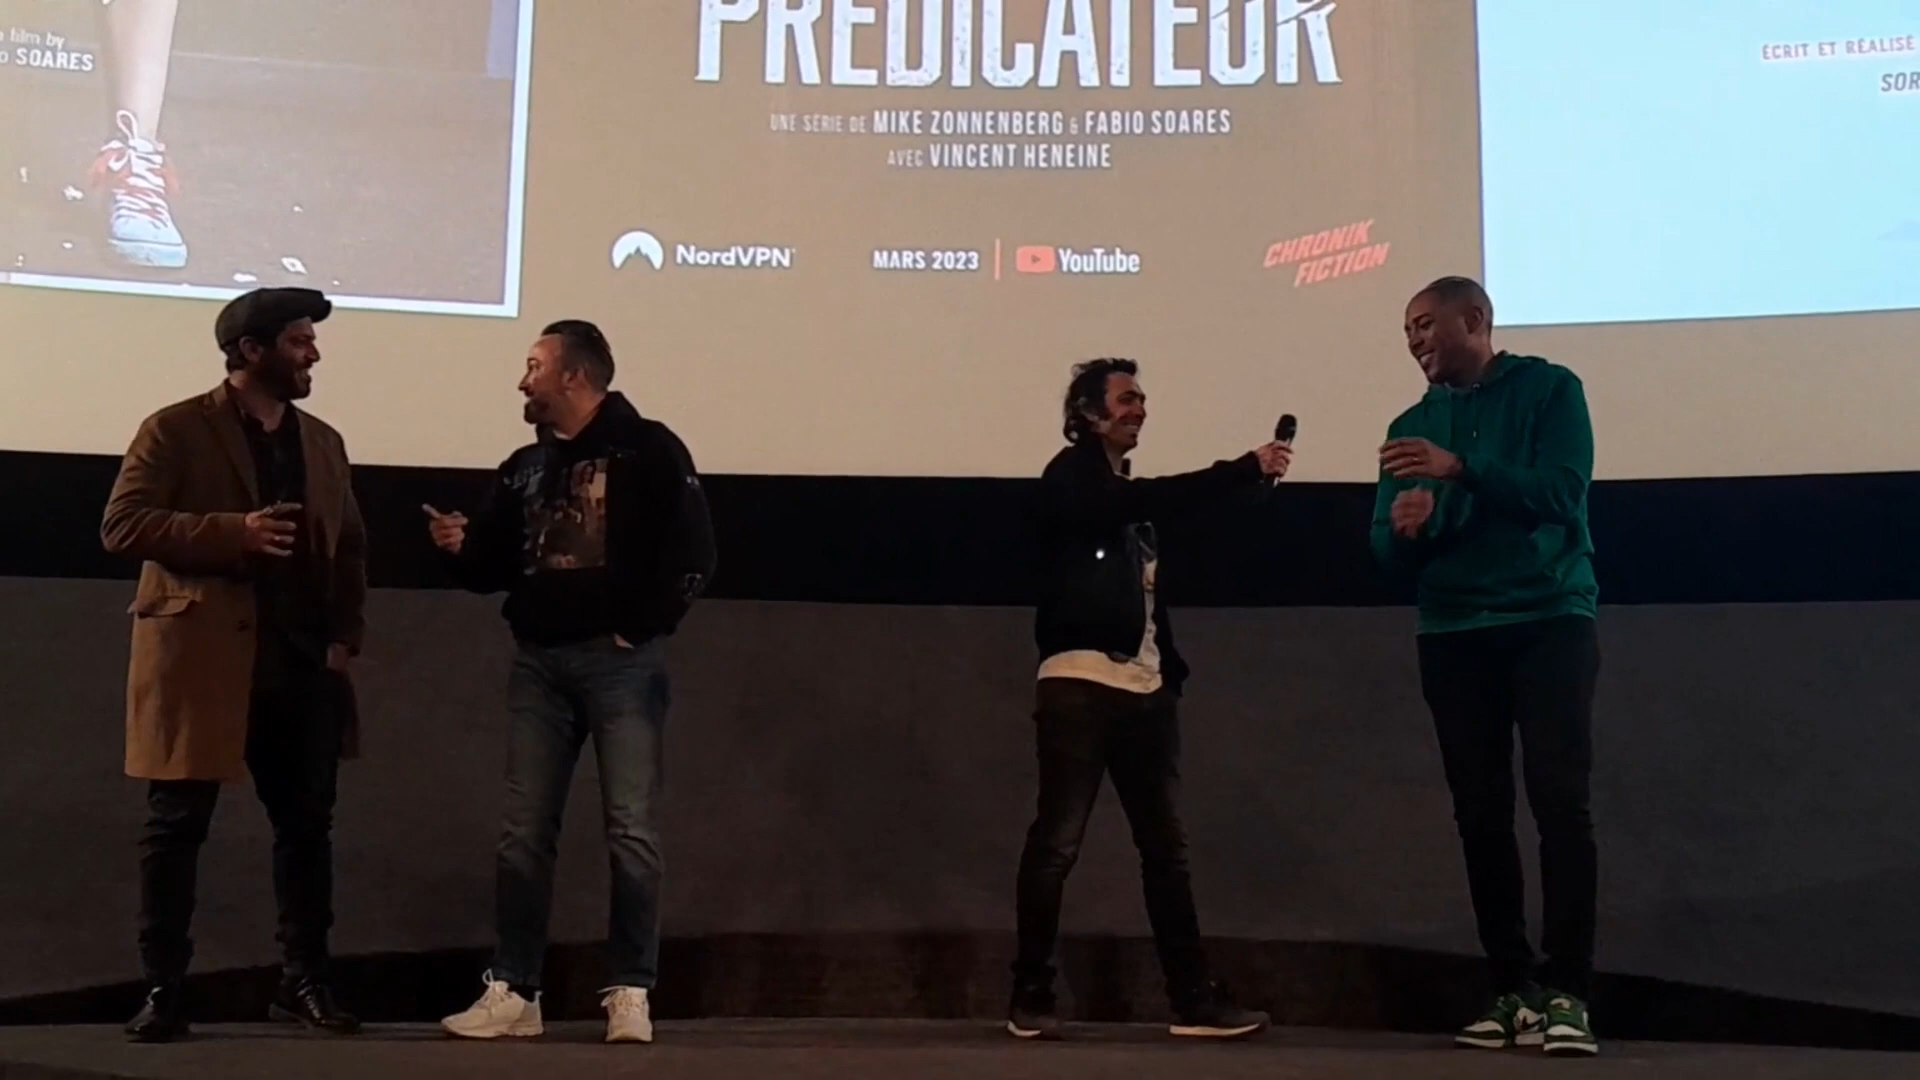 a film by
o SOARES
PRÉDICATEUR
UNE SÉRIE DE MIKE ZONNENBERG & FABIO SOARES
AVEC VINCENT HENEINE
NordVPN
MARS 2023 | YouTube
CHRONIK
FICTION
ÉCRIT ET RÉALISÉ
SOR